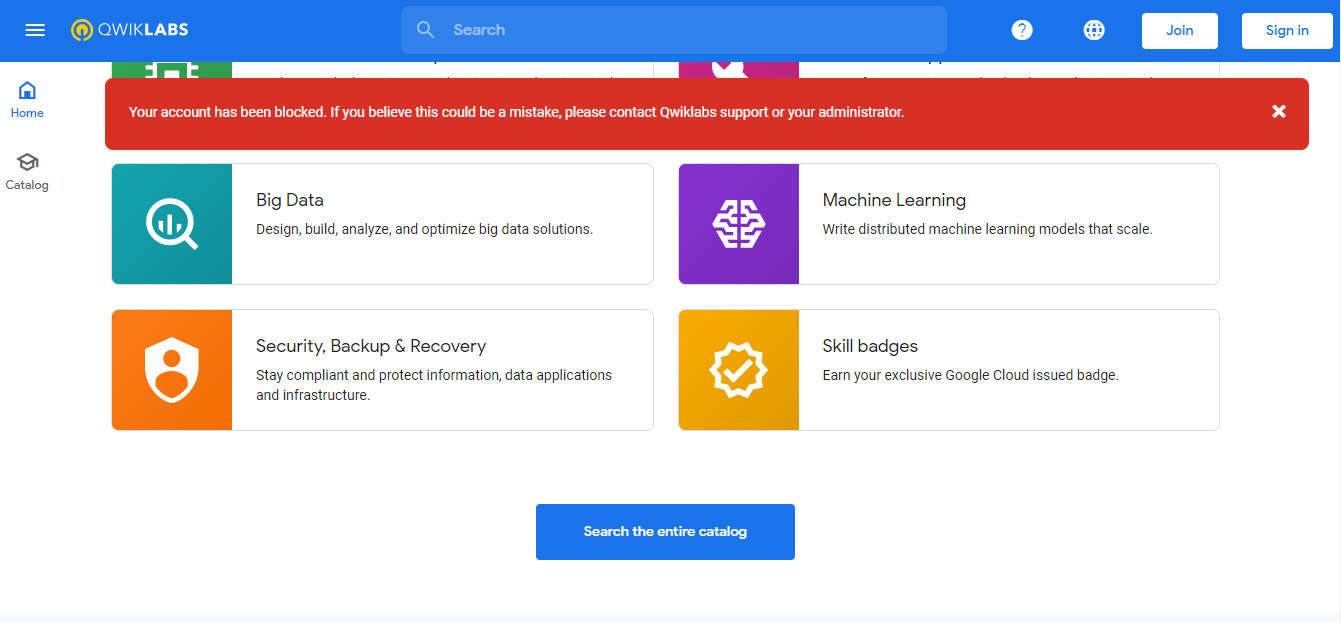 QWIKLABS
Search
?
Join
Sign in
Home
Catalog
Your account has been blocked. If you believe this could be a mistake, please contact Qwiklabs support or your administrator.
Big Data
Design, build, analyze, and optimize big data solutions.
Machine Learning
Write distributed machine learning models that scale.
Security, Backup & Recovery
Stay compliant and protect information, data applications
and infrastructure.
Skill badges
Earn your exclusive Google Cloud issued badge.
Search the entire catalog